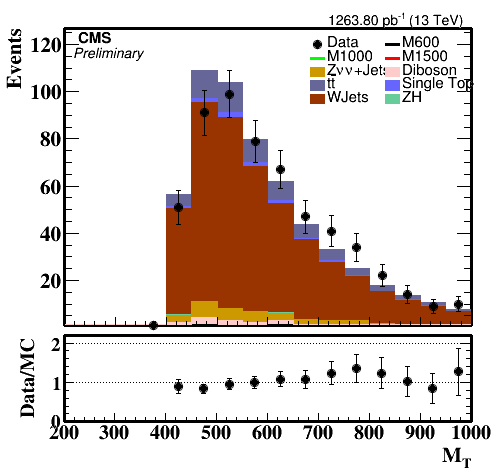 1263.80 pb⁻¹ (13 TeV)
CMS
Preliminary
Data
M600
M1000
M1500
Zνν+Jets
Diboson
tt
Single Top
WJets
ZH
Events
120
100
80
60
40
20
Data/MC
2
1
0
200 300 400 500 600 700 800 900 1000
M_T